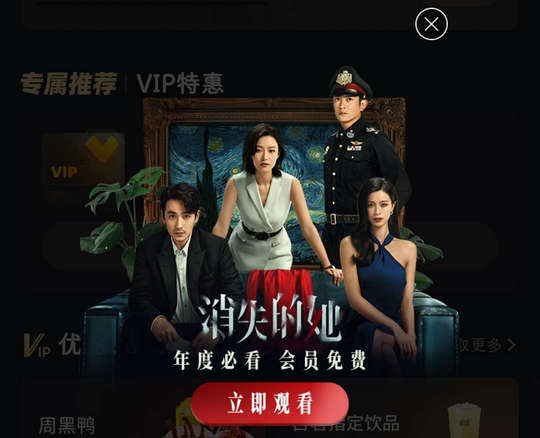 专属推荐 VIP特惠
VIP
消失的她
年度必看 会员免费
VIP 优
取更多
立即观看
周黑鸭
指定饮品